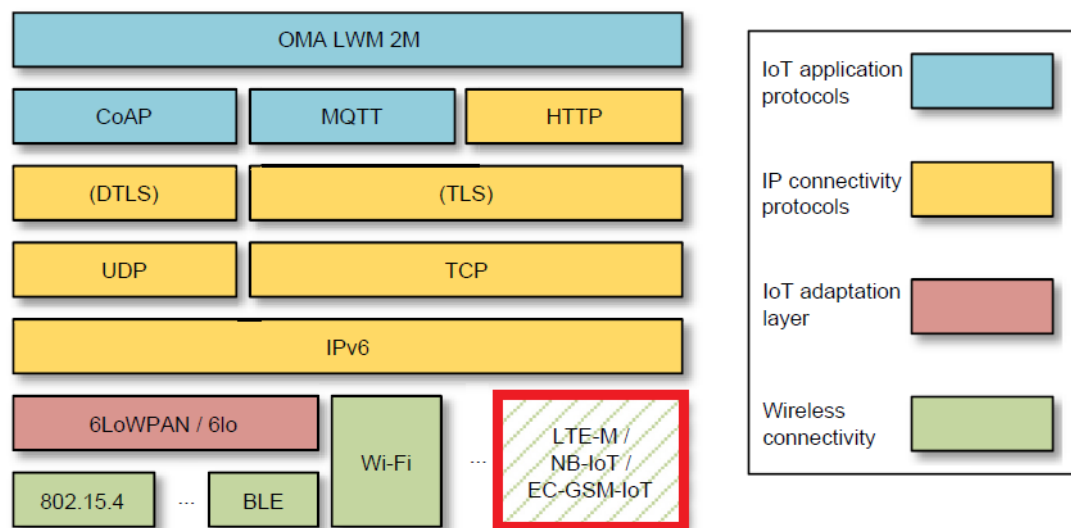 OMA LWM 2M
CoAP
MQTT
HTTP
(DTLS)
(TLS)
UDP
TCP
IPv6
6LoWPAN / 6lo
Wi-Fi
...
LTE-M /
NB-IoT /
EC-GSM-IoT
802.15.4
...
BLE
IoT application
protocols
IP connectivity
protocols
IoT adaptation
layer
Wireless
connectivity